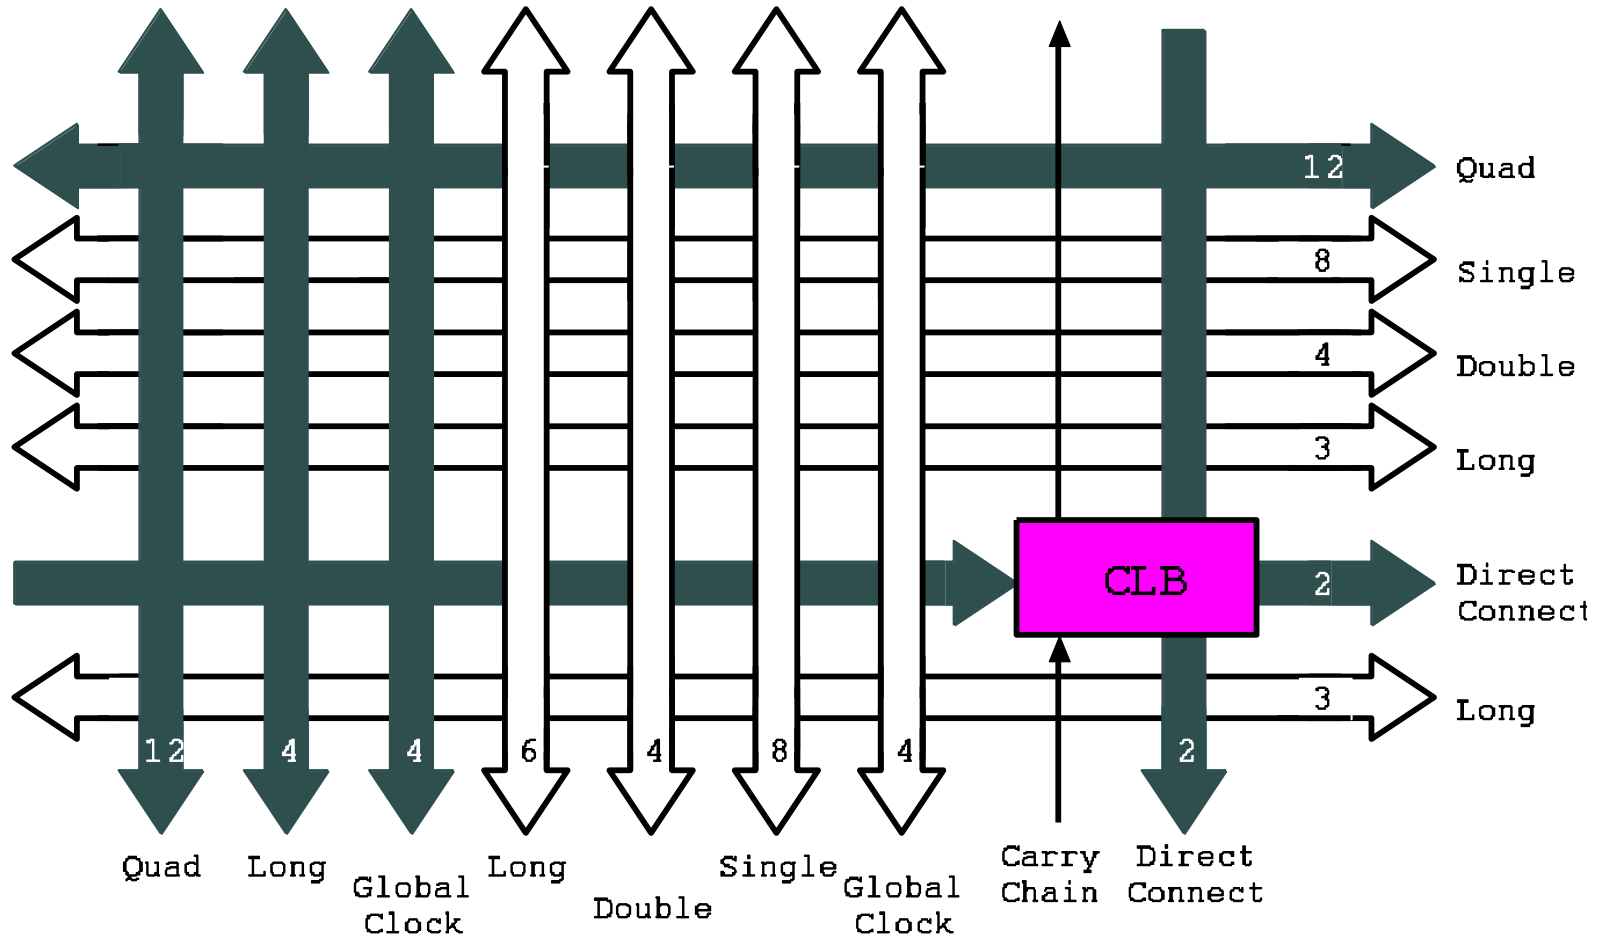 12
Quad
8
Single
4
Double
3
Long
CLB
2
Direct
Connect
3
Long
12
4
4
6
4
8
4
2
Quad
Long
Global
Clock
Long
Double
Single
Global
Clock
Carry
Chain
Direct
Connect